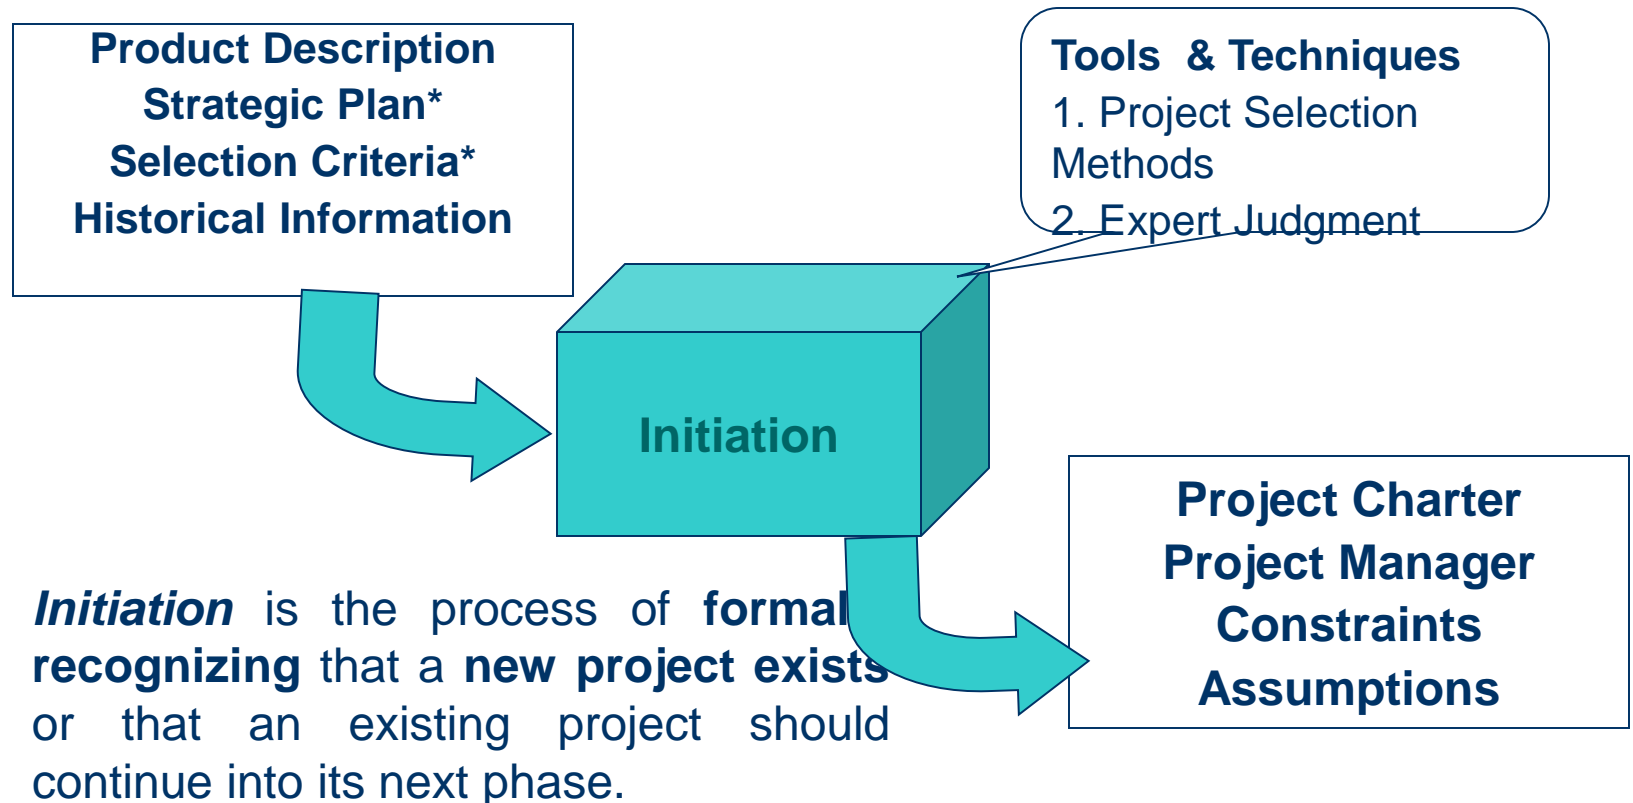 Product Description
Strategic Plan*
Selection Criteria*
Historical Information
Tools & Techniques
1. Project Selection
Methods
2. Expert Judgment
Initiation
Project Charter
Project Manager
Constraints
Assumptions
Initiation is the process of formal
recognizing that a new project exists
or that an existing project should
continue into its next phase.